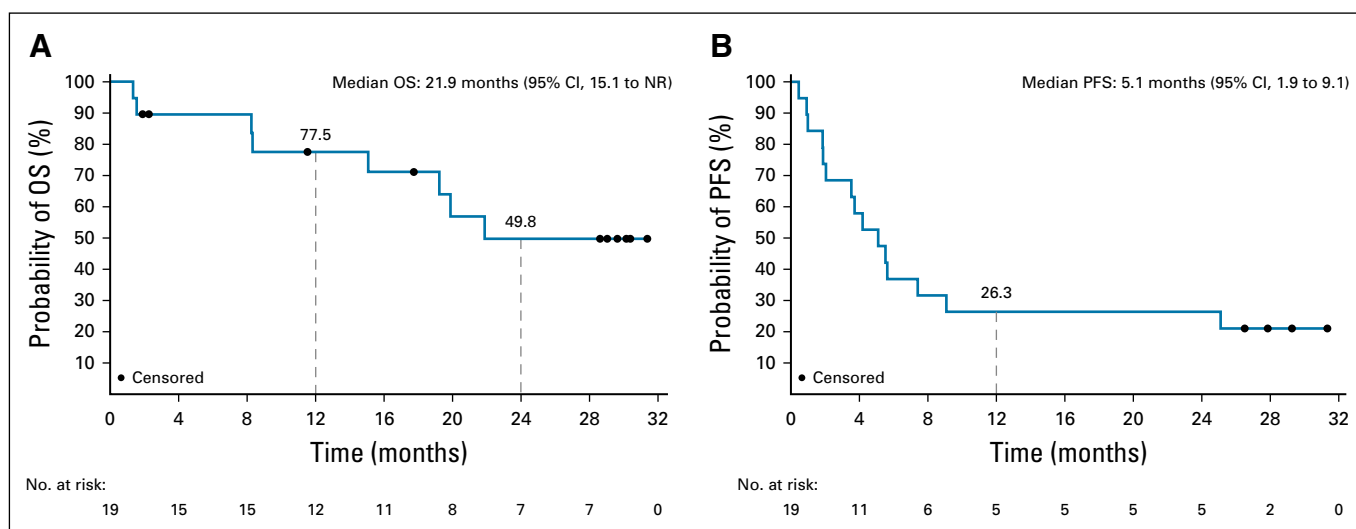 A
Median OS: 21.9 months (95% CI, 15.1 to NR)
Probability of OS (%)
100
90
80
70
60
50
40
30
20
10
77.5
49.8
Censored
0 4 8 12 16 20 24 28 32
Time (months)
No. at risk:
19 15 15 12 11 8 7 7 0
B
Median PFS: 5.1 months (95% CI, 1.9 to 9.1)
Probability of PFS (%)
100
90
80
70
60
50
40
30
20
10
26.3
Censored
0 4 8 12 16 20 24 28 32
Time (months)
No. at risk:
19 11 6 5 5 5 5 2 0